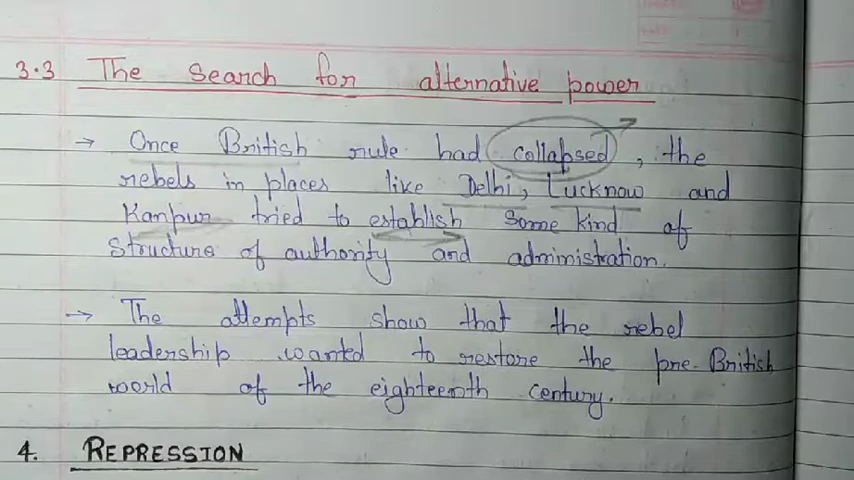 3.3 The search for alternative power
→ Once British rule had collapsed, the
rebels in places like Delhi, Lucknow and
Kanpur tried to establish some kind of
structure of authority and administration.
→ The attempts show that the rebel
leadership wanted to restore the pre-British
world of the eighteenth century.
4. REPRESSION